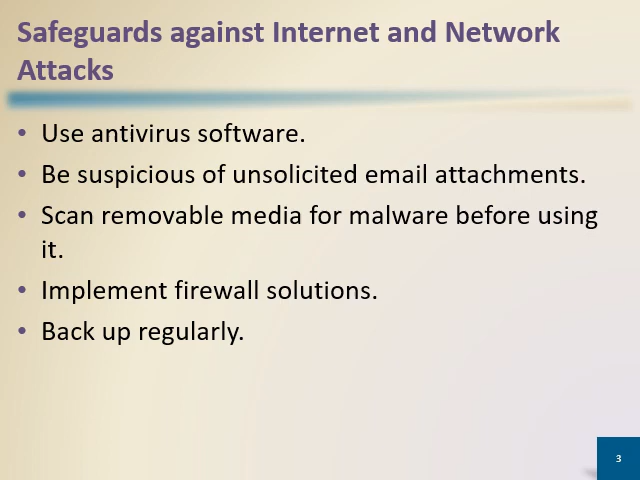 Safeguards against Internet and Network
Attacks
• Use antivirus software.
• Be suspicious of unsolicited email attachments.
• Scan removable media for malware before using
it.
• Implement firewall solutions.
• Back up regularly.
3